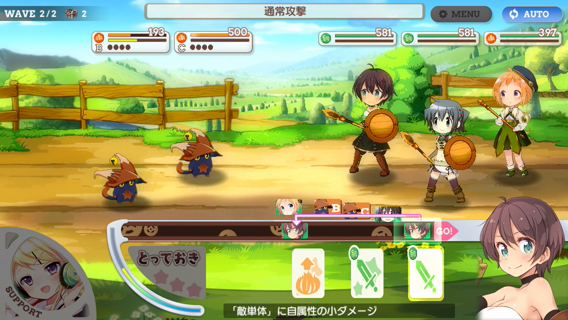 WAVE 2/2 2
通常攻撃
MENU
AUTO
193
500
581
581
397
B
C
B
GO!
とっておき
SUPPORT
「敵単体」に自属性の小ダメージ